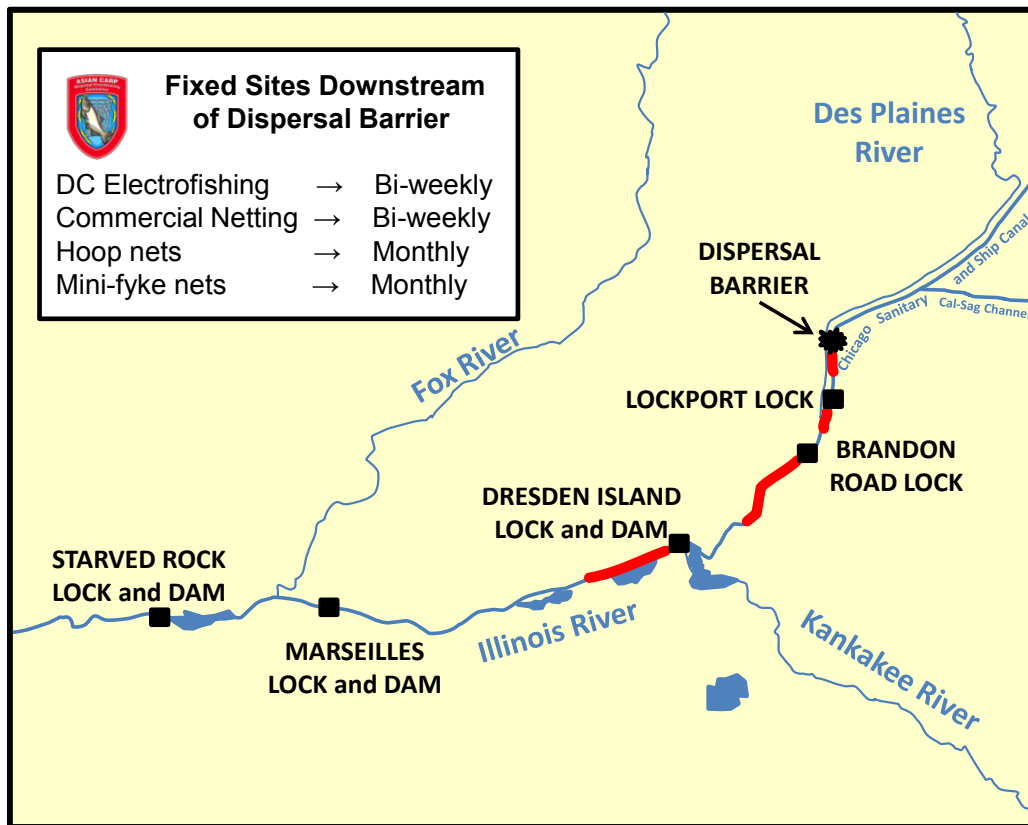 ASIAN CARP
Fixed Sites Downstream
of Dispersal Barrier
DC Electrofishing → Bi-weekly
Commercial Netting → Bi-weekly
Hoop nets → Monthly
Mini-fyke nets → Monthly
Des Plaines
River
DISPERSAL
BARRIER
Chicago Sanitary and Ship Canal
Cal-Sag Channel
Fox River
LOCKPORT LOCK
BRANDON
ROAD LOCK
DRESDEN ISLAND
LOCK and DAM
STARVED ROCK
LOCK and DAM
MARSEILLES
LOCK and DAM
Illinois River
Kankakee River